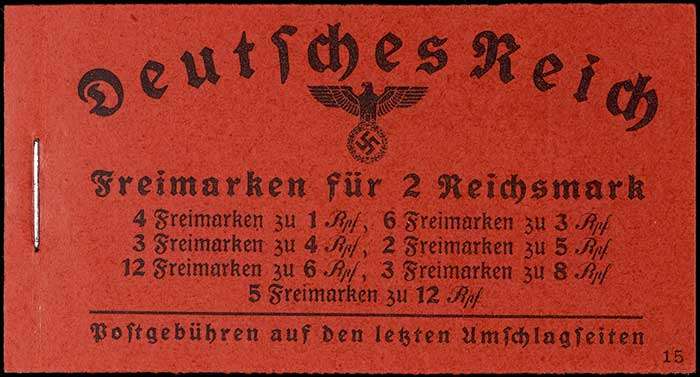 Deutſches Reich
Freimarken für 2 Reichsmark
4 Freimarken zu 1 Rpf, 6 Freimarken zu 3 Rpf
3 Freimarken zu 4 Rpf, 2 Freimarken zu 5 Rpf
12 Freimarken zu 6 Rpf, 3 Freimarken zu 8 Rpf
5 Freimarken zu 12 Rpf
Poſtgebühren auf den letzten Umſchlagſeiten
15